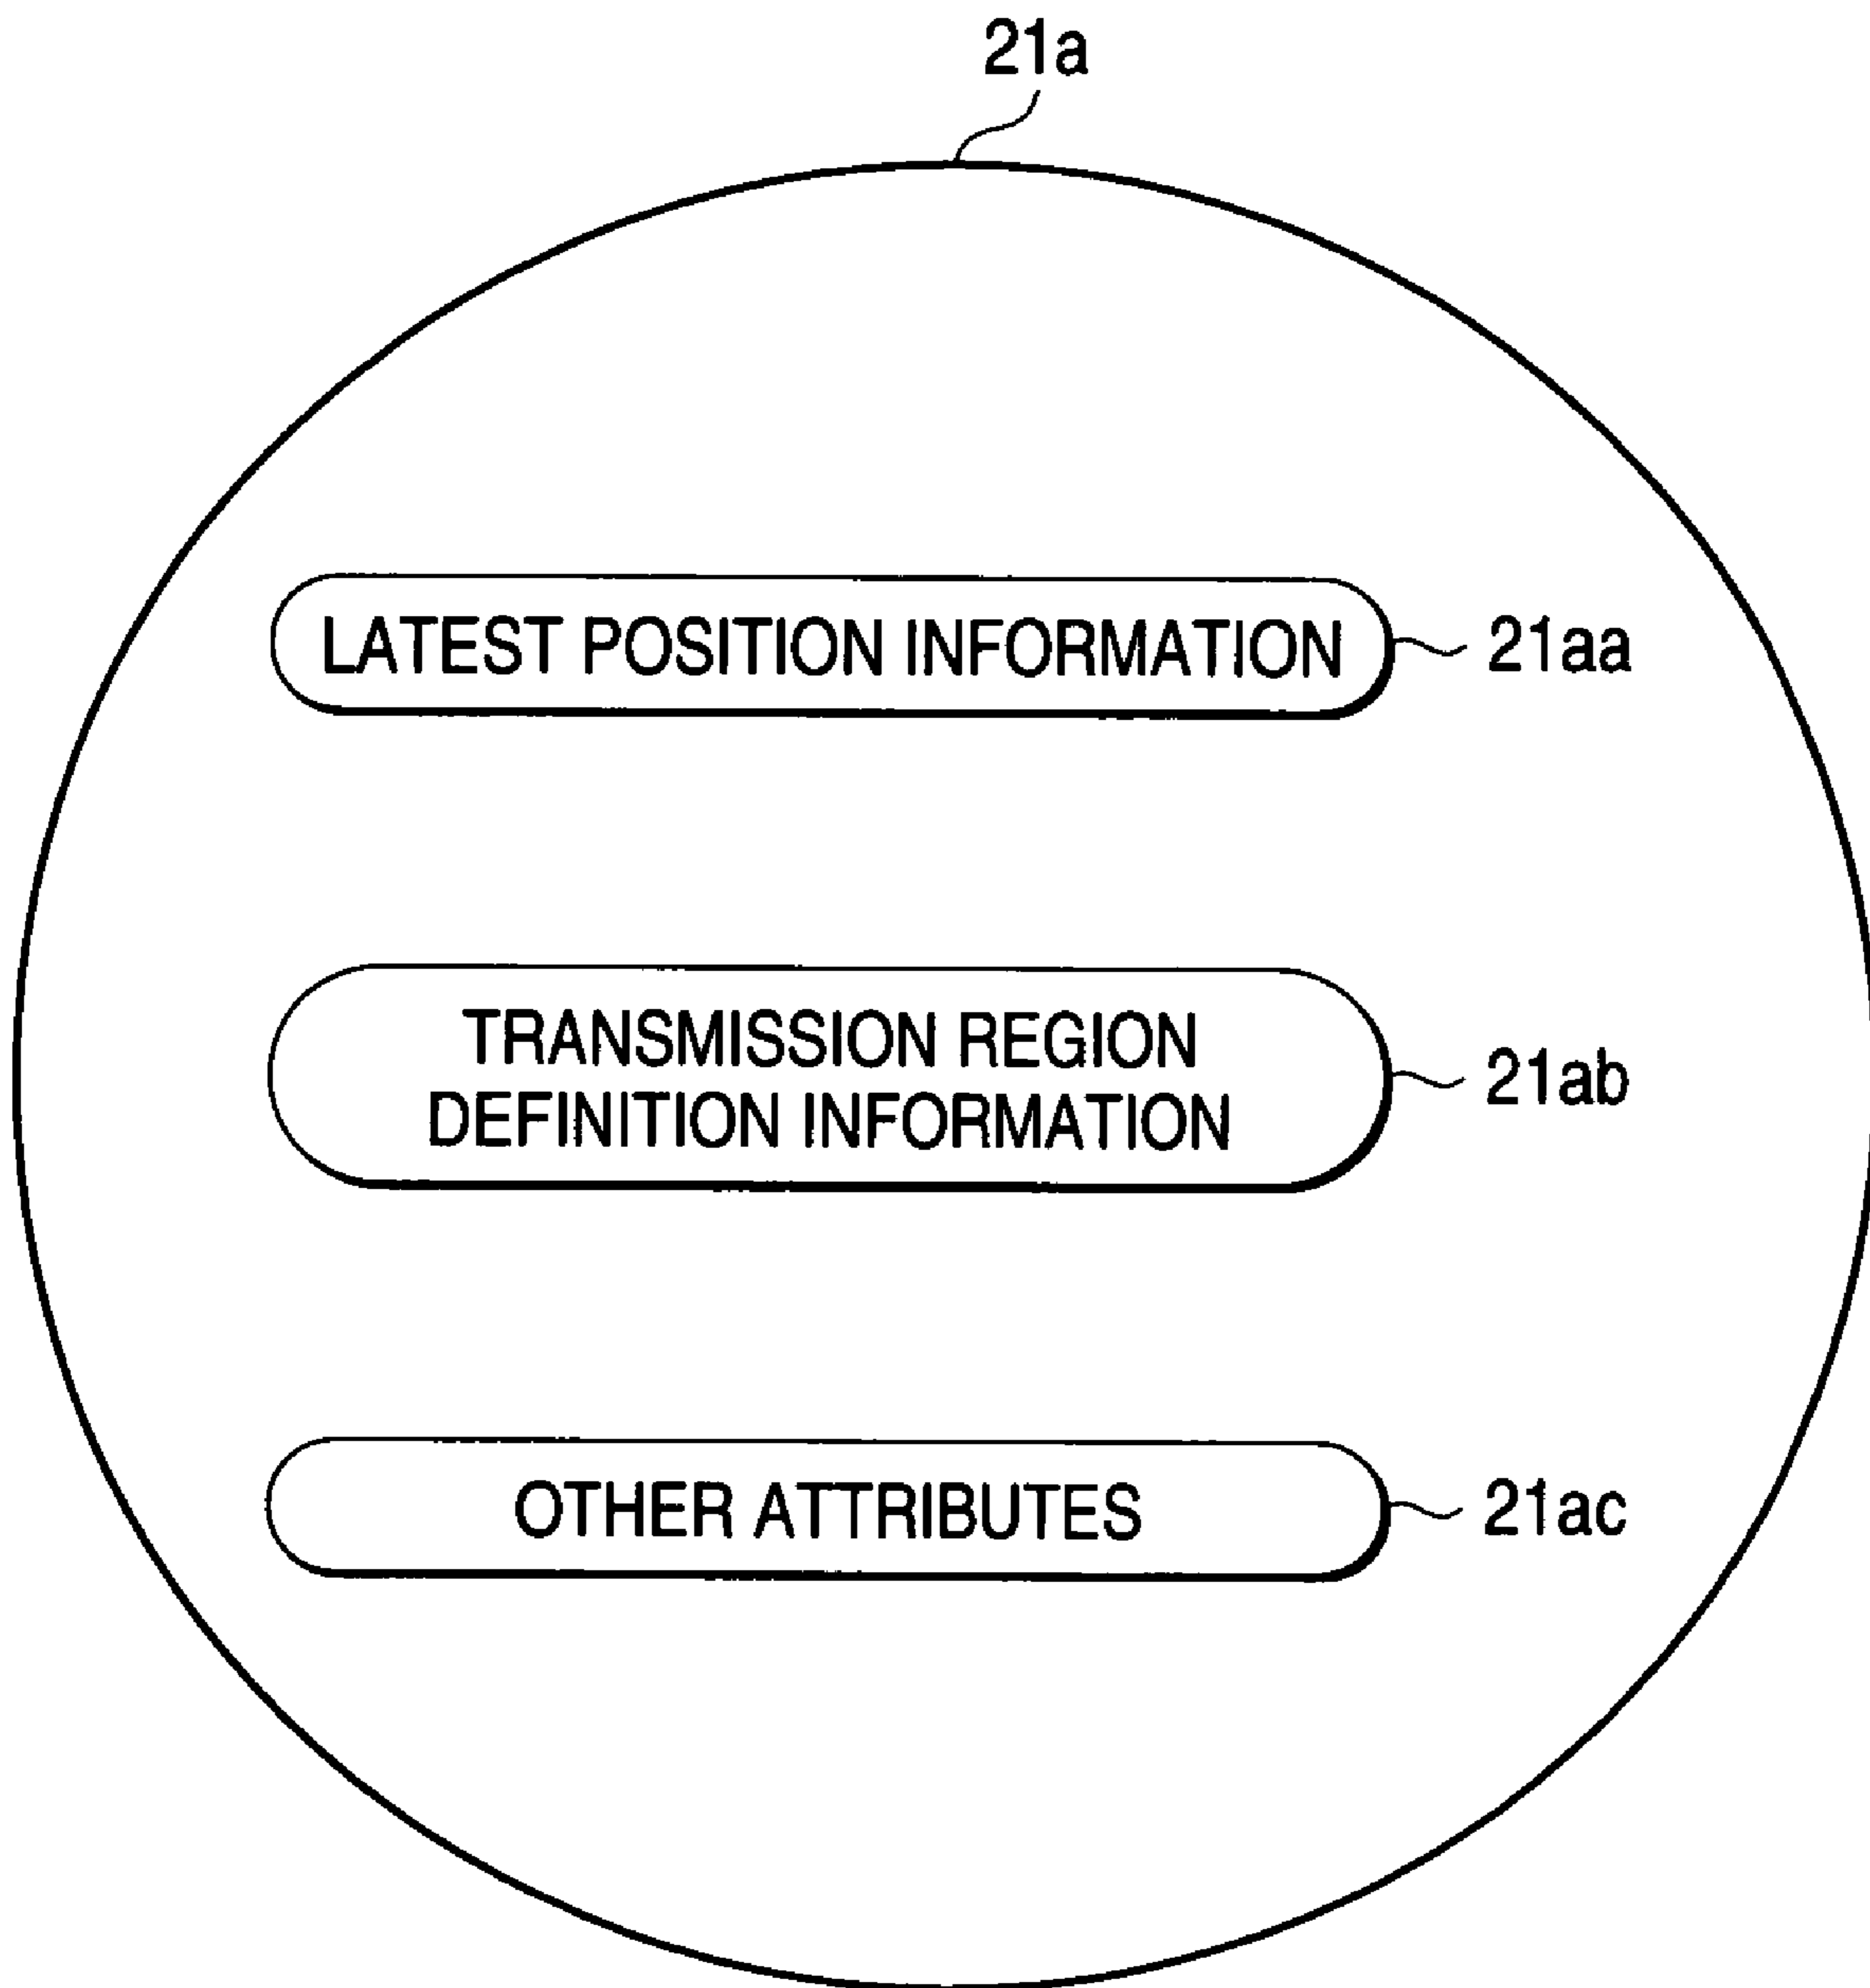 21a
LATEST POSITION INFORMATION
21aa
TRANSMISSION REGION
DEFINITION INFORMATION
21ab
OTHER ATTRIBUTES
21ac